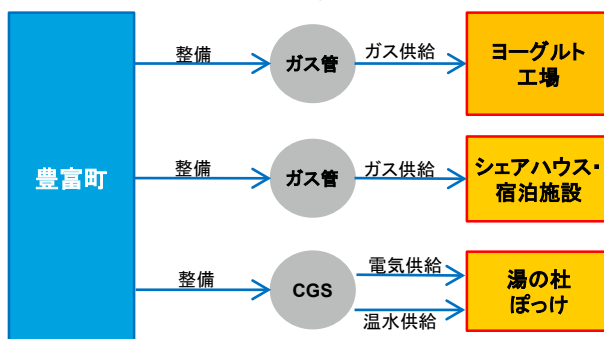 豊富町
整備
ガス管
ガス供給
ヨーグルト
工場
整備
ガス管
ガス供給
シェアハウス・
宿泊施設
整備
CGS
電気供給
温水供給
湯の杜
ぽっけ